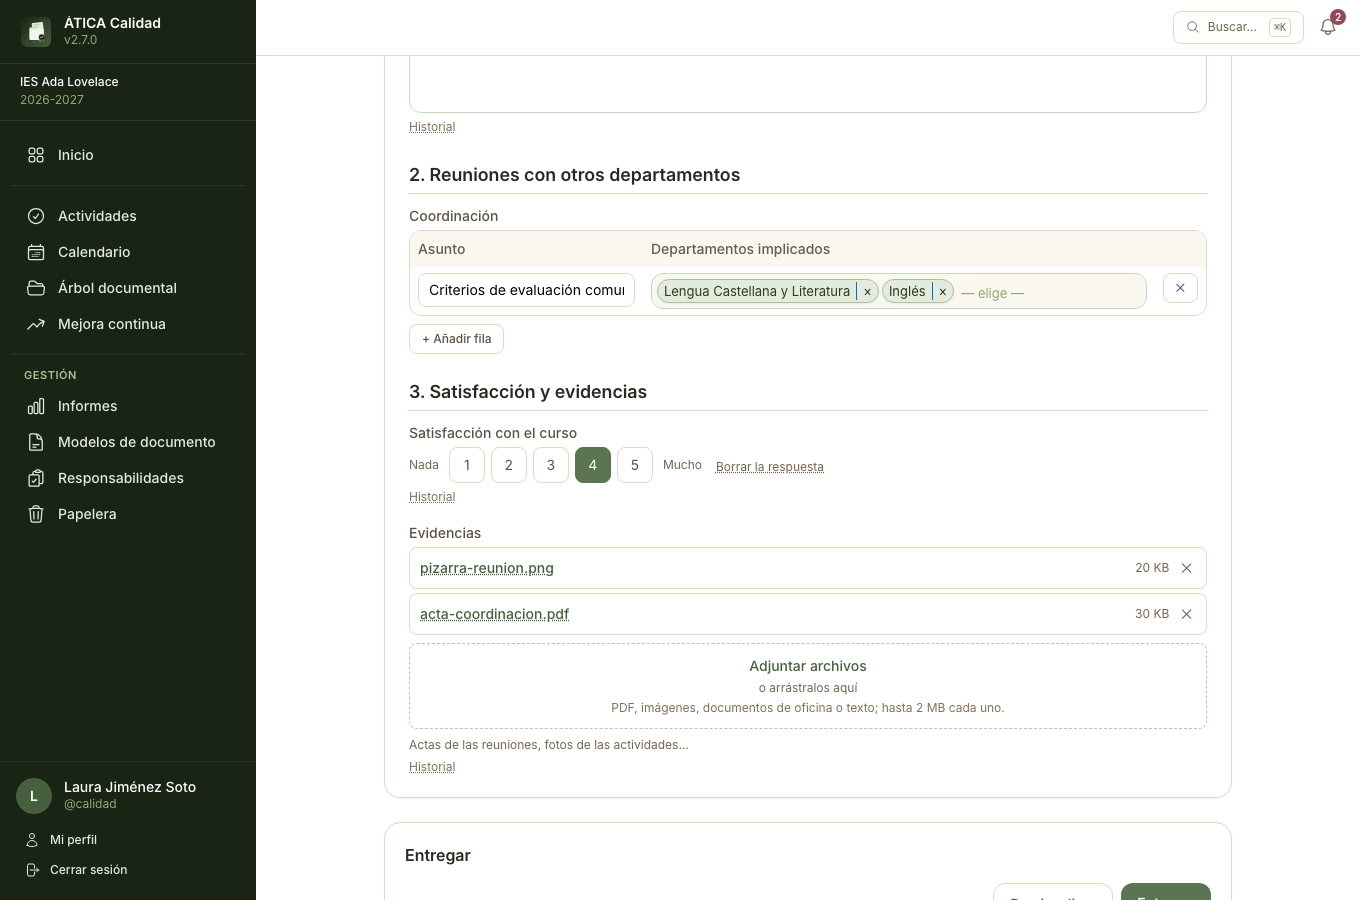 ÁTICA Calidad
v2.7.0
IES Ada Lovelace
2026-2027
Inicio
Actividades
Calendario
Árbol documental
Mejora continua
GESTIÓN
Informes
Modelos de documento
Responsabilidades
Papelera
Laura Jiménez Soto
@calidad
L
Mi perfil
Cerrar sesión
Buscar... ⌘K
2
Historial
2. Reuniones con otros departamentos
Coordinación
Asunto Departamentos implicados
Criterios de evaluación comu Lengua Castellana y Literatura x Inglés x — elige —
+ Añadir fila
3. Satisfacción y evidencias
Satisfacción con el curso
Nada 1 2 3 4 5 Mucho Borrar la respuesta
Historial
Evidencias
pizarra-reunion.png 20 KB
acta-coordinacion.pdf 30 KB
Adjuntar archivos
o arrástralos aquí
PDF, imágenes, documentos de oficina o texto; hasta 2 MB cada uno.
Actas de las reuniones, fotos de las actividades...
Historial
Entregar